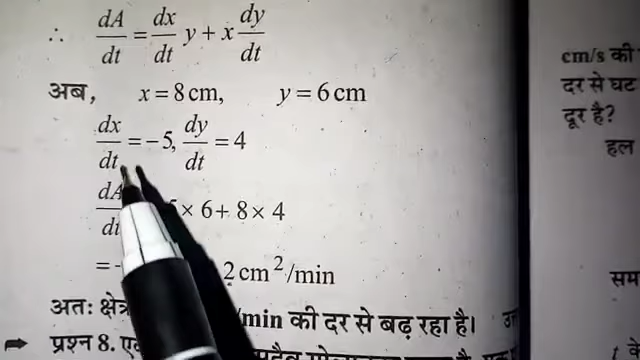 ∴ dA/dt = dx/dt y + x dy/dt
अब, x = 8 cm, y = 6 cm
dx/dt = −5, dy/dt = 4
dA/dt × 6 + 8 × 4
= 2 cm²/min
अतः /min की दर से बढ़ रहा है।
प्रश्न 8.
cm/s की
दर से घट
दूर है?
हल